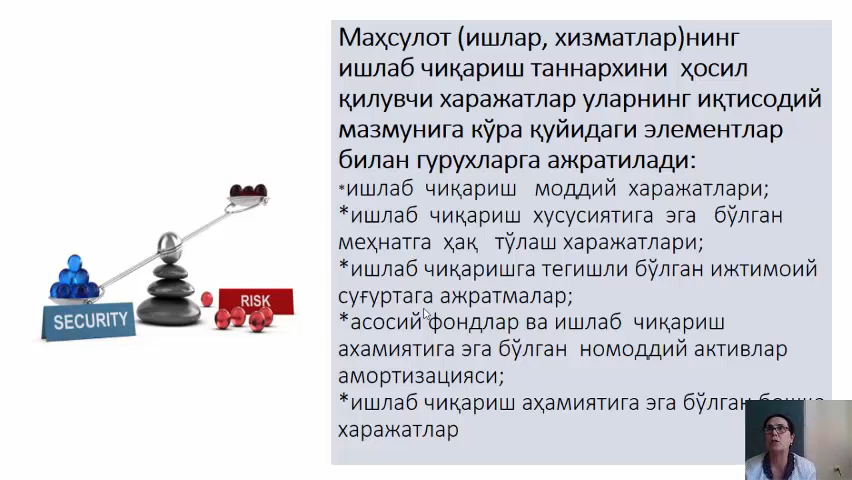 Маҳсулот (ишлар, хизматлар)нинг
ишлаб чиқариш таннархини ҳосил
қилувчи харажатлар уларнинг иқтисодий
мазмунига кўра қуйидаги элементлар
билан гурухларга ажратилади:
*ишлаб чиқариш моддий харажатлари;
*ишлаб чиқариш хусусиятига эга бўлган
меҳнатга ҳақ тўлаш харажатлари;
*ишлаб чиқаришга тегишли бўлган ижтимоий
суғуртага ажратмалар;
*асосий фондлар ва ишлаб чиқариш
ахамиятига эга бўлган номоддий активлар
амортизацияси;
*ишлаб чиқариш аҳамиятига эга бўлган
харажатлар
SECURITY
RISK